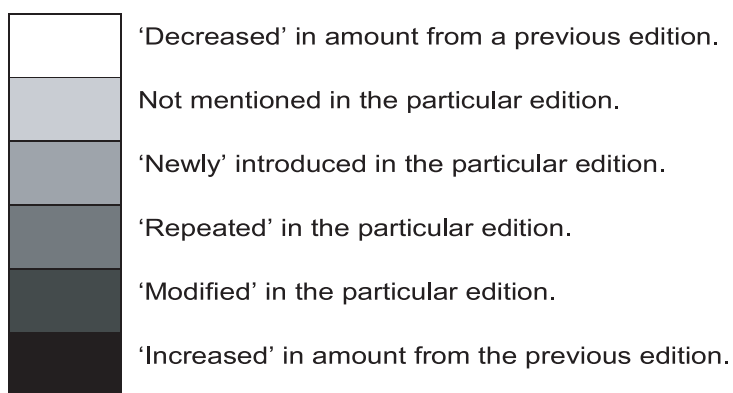 ‘Decreased’ in amount from a previous edition.
Not mentioned in the particular edition.
‘Newly’ introduced in the particular edition.
‘Repeated’ in the particular edition.
‘Modified’ in the particular edition.
‘Increased’ in amount from the previous edition.